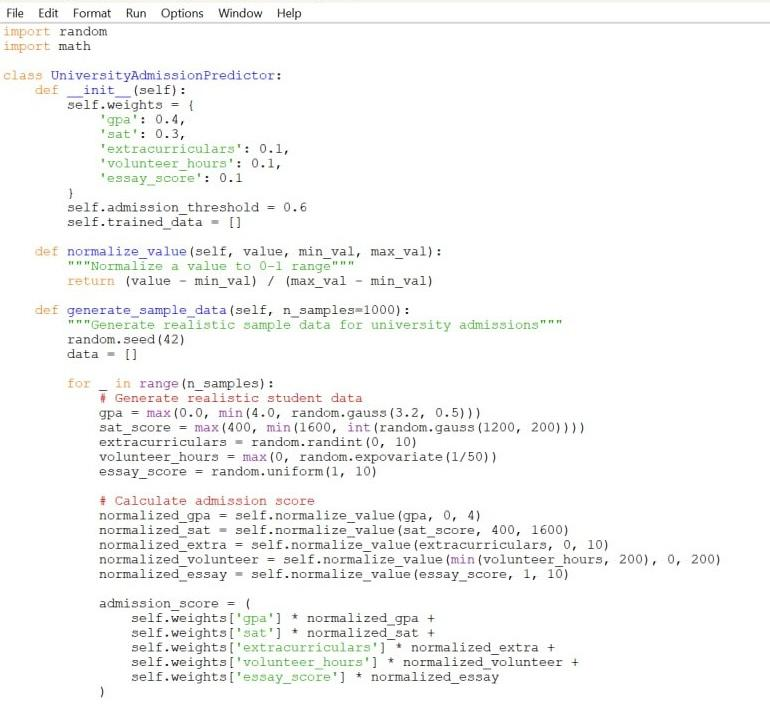 File Edit Format Run Options Window Help
import random
import math
class UniversityAdmissionPredictor:
    def __init__(self):
        self.weights = {
            'gpa': 0.4,
            'sat': 0.3,
            'extracurriculars': 0.1,
            'volunteer_hours': 0.1,
            'essay_score': 0.1
        }
        self.admission_threshold = 0.6
        self.trained_data = []
    def normalize_value(self, value, min_val, max_val):
        """Normalize a value to 0-1 range"""
        return (value - min_val) / (max_val - min_val)
    def generate_sample_data(self, n_samples=1000):
        """Generate realistic sample data for university admissions"""
        random.seed(42)
        data = []
        for _ in range(n_samples):
            # Generate realistic student data
            gpa = max(0.0, min(4.0, random.gauss(3.2, 0.5)))
            sat_score = max(400, min(1600, int(random.gauss(1200, 200))))
            extracurriculars = random.randint(0, 10)
            volunteer_hours = max(0, random.expovariate(1/50))
            essay_score = random.uniform(1, 10)
            # Calculate admission score
            normalized_gpa = self.normalize_value(gpa, 0, 4)
            normalized_sat = self.normalize_value(sat_score, 400, 1600)
            normalized_extra = self.normalize_value(extracurriculars, 0, 10)
            normalized_volunteer = self.normalize_value(min(volunteer_hours, 200), 0, 200)
            normalized_essay = self.normalize_value(essay_score, 1, 10)
            admission_score = (
                self.weights['gpa'] * normalized_gpa +
                self.weights['sat'] * normalized_sat +
                self.weights['extracurriculars'] * normalized_extra +
                self.weights['volunteer_hours'] * normalized_volunteer +
                self.weights['essay_score'] * normalized_essay
            )